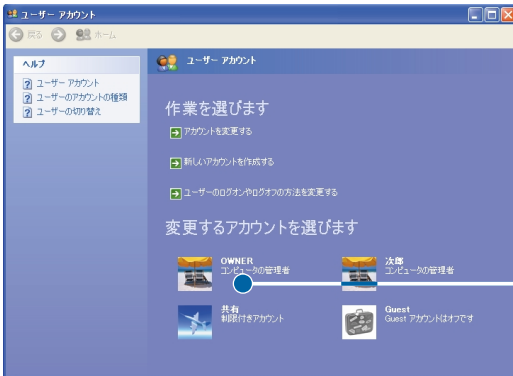 ユーザー アカウント
戻る ホーム
ヘルプ
ユーザー アカウント
ユーザーのアカウントの種類
ユーザーの切り替え
ユーザー アカウント
作業を選びます
アカウントを変更する
新しいアカウントを作成する
ユーザーのログオンやログオフの方法を変更する
変更するアカウントを選びます
OWNER
コンピュータの管理者
次郎
コンピュータの管理者
共有
制限付きアカウント
Guest
Guest アカウントはオフです